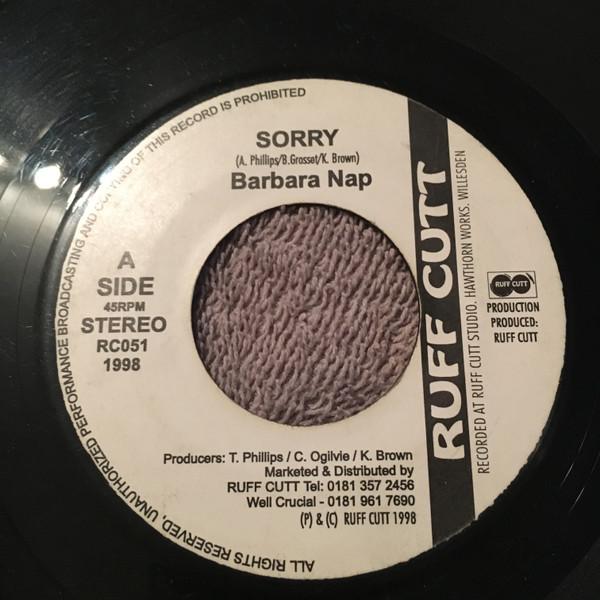 ALL RIGHTS RESERVED, UNAUTHORIZED PERFORMANCE BROADCASTING AND COPYING OF THIS RECORD IS PROHIBITED
SORRY
(A. Phillips/B.Grosset/K. Brown)
Barbara Nap
A
SIDE
45RPM
STEREO
RC051
1998
RUFF CUTT
RECORDED AT RUFF CUTT STUDIO. HAWTHORN WORKS. WILLESDEN
RUFF CUTT
PRODUCTION
PRODUCED:
RUFF CUTT
Producers: T. Phillips / C. Ogilvie / K. Brown
Marketed & Distributed by
RUFF CUTT Tel: 0181 357 2456
Well Crucial - 0181 961 7690
(P) & (C) RUFF CUTT 1998